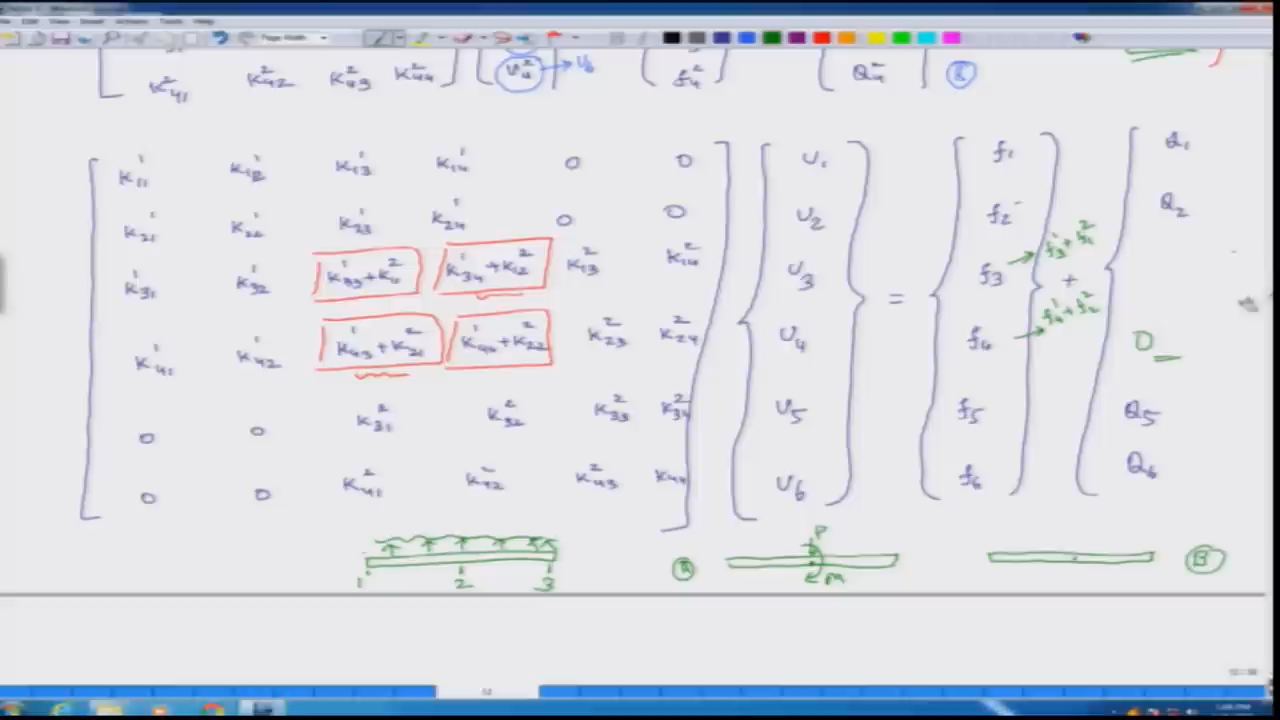 K²₄₁ K²₄₂ K²₄₃ K²₄₄ U²₄ → U₆ f²₄ Q²₄ 2
K¹₁₁ K¹₁₂ K¹₁₃ K¹₁₄ 0 0 U₁ f₁ Q₁
K¹₂₁ K¹₂₂ K¹₂₃ K¹₂₄ 0 0 U₂ f₂ Q₂
K¹₃₁ K¹₃₂ K¹₃₃+K²₁₁ K¹₃₄+K²₁₂ K²₁₃ K²₁₄ U₃ = f₃ → f¹₃+f²₁ +
K¹₄₁ K¹₄₂ K¹₄₃+K²₂₁ K¹₄₄+K²₂₂ K²₂₃ K²₂₄ U₄ f₄ → f¹₄+f²₂ 0
0 0 K²₃₁ K²₃₂ K²₃₃ K²₃₄ U₅ f₅ Q₅
0 0 K²₄₁ K²₄₂ K²₄₃ K₄₄ U₆ f₆ Q₆
P
1 2 3 M B